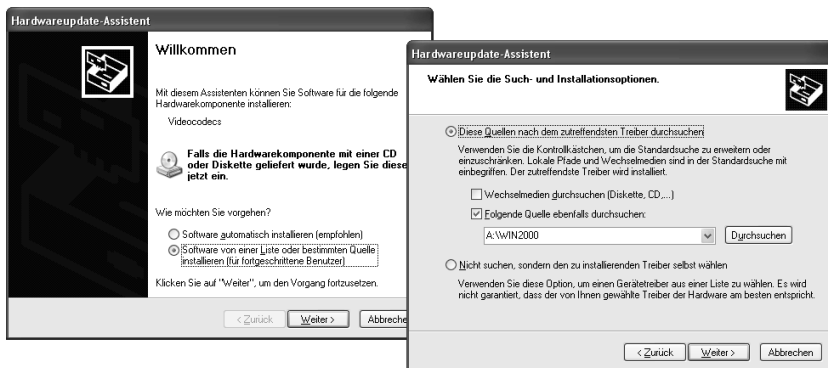 Hardwareupdate-Assistent
Willkommen
Mit diesem Assistenten können Sie Software für die folgende
Hardwarekomponente installieren:
Videocodecs
Falls die Hardwarekomponente mit einer CD
oder Diskette geliefert wurde, legen Sie diese
jetzt ein.
Wie möchten Sie vorgehen?
Software automatisch installieren (empfohlen)
Software von einer Liste oder bestimmten Quelle
installieren (für fortgeschrittene Benutzer)
Klicken Sie auf "Weiter", um den Vorgang fortzusetzen.
< Zurück Weiter > Abbreche
Hardwareupdate-Assistent
Wählen Sie die Such- und Installationsoptionen.
Diese Quellen nach dem zutreffendsten Treiber durchsuchen
Verwenden Sie die Kontrollkästchen, um die Standardsuche zu erweitern oder
einzuschränken. Lokale Pfade und Wechselmedien sind in der Standardsuche mit
einbegriffen. Der zutreffendste Treiber wird installiert.
Wechselmedien durchsuchen (Diskette, CD,...)
Folgende Quelle ebenfalls durchsuchen:
A:\WIN2000 Durchsuchen
Nicht suchen, sondern den zu installierenden Treiber selbst wählen
Verwenden Sie diese Option, um einen Gerätetreiber aus einer Liste zu wählen. Es wird
nicht garantiert, dass der von Ihnen gewählte Treiber der Hardware am besten entspricht.
< Zurück Weiter > Abbrechen